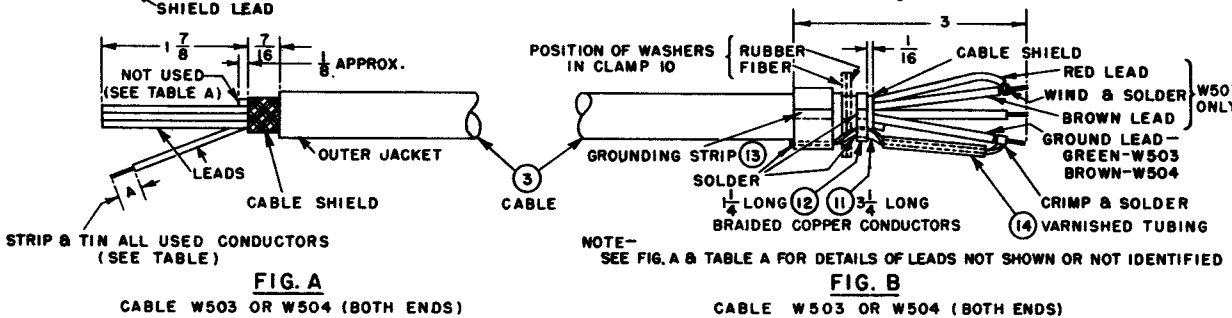 SHIELD LEAD
1 7/8
7/16
1/8 APPROX.
NOT USED
(SEE TABLE A)
OUTER JACKET
LEADS
A
CABLE SHIELD
3
CABLE
STRIP & TIN ALL USED CONDUCTORS
(SEE TABLE)
FIG. A
CABLE W503 OR W504 (BOTH ENDS)
3
POSITION OF WASHERS
IN CLAMP 10
RUBBER
FIBER
1/16
CABLE SHIELD
RED LEAD
WIND & SOLDER
BROWN LEAD
ONLY
GROUND LEAD—
GREEN-W503
BROWN-W504
GROUNDING STRIP 13
SOLDER
1 1/4 LONG 12
11 3 1/4 LONG
BRAIDED COPPER CONDUCTORS
CRIMP & SOLDER
14 VARNISHED TUBING
NOTE—
SEE FIG. A & TABLE A FOR DETAILS OF LEADS NOT SHOWN OR NOT IDENTIFIED
FIG. B
CABLE W503 OR W504 (BOTH ENDS)